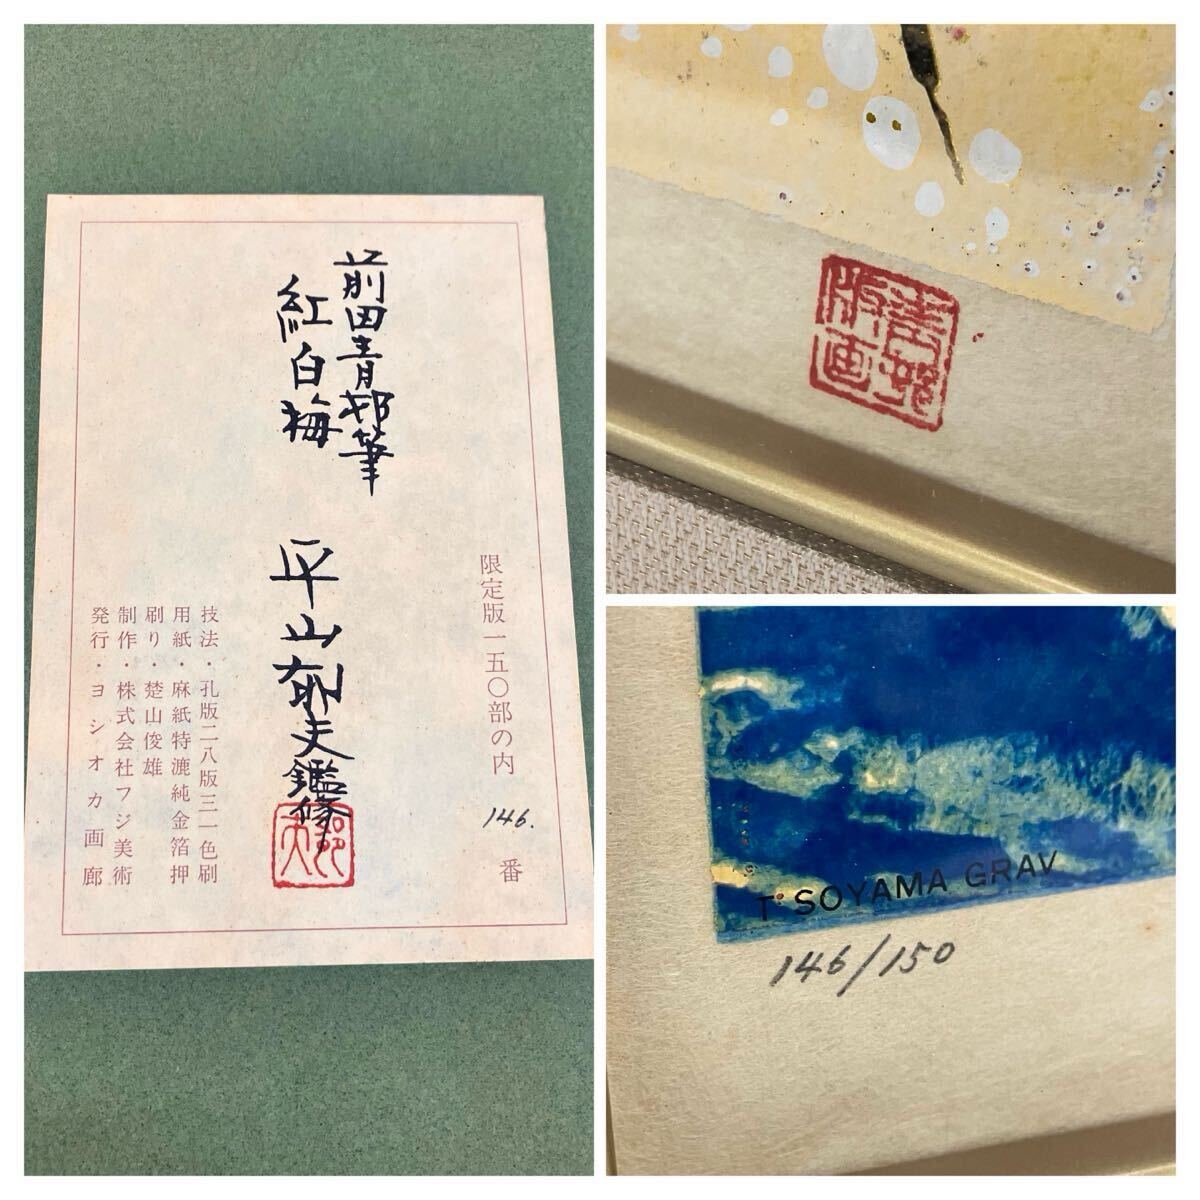 前田青邨筆
紅白梅
平山郁夫鑑修
限定版一五〇部の内
146.
番
技法・孔版二八版三一色刷
用紙・麻紙特漉純金箔押
刷り・楚山俊雄
制作・株式会社フジ美術
発行・ヨシオカ画廊
青邨
版画
T SOYAMA GRAV
146/150